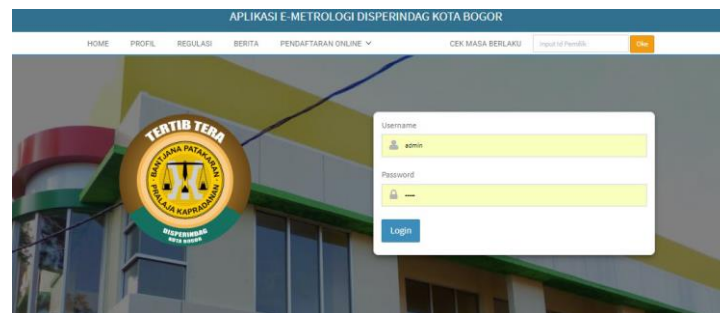 APLIKASI E-METROLOGI DISPERINDAG KOTA BOGOR
HOME PROFIL REGULASI BERITA PENDAFTARAN ONLINE CEK MASA BERLAKU Input Id Pemilik Oke
TERTIB TERA
BANTJANA PATAKARAN
PRALAJA KAPRADANAN
DISPERINDAG
KOTA BOGOR
Username
admin
Password
Login